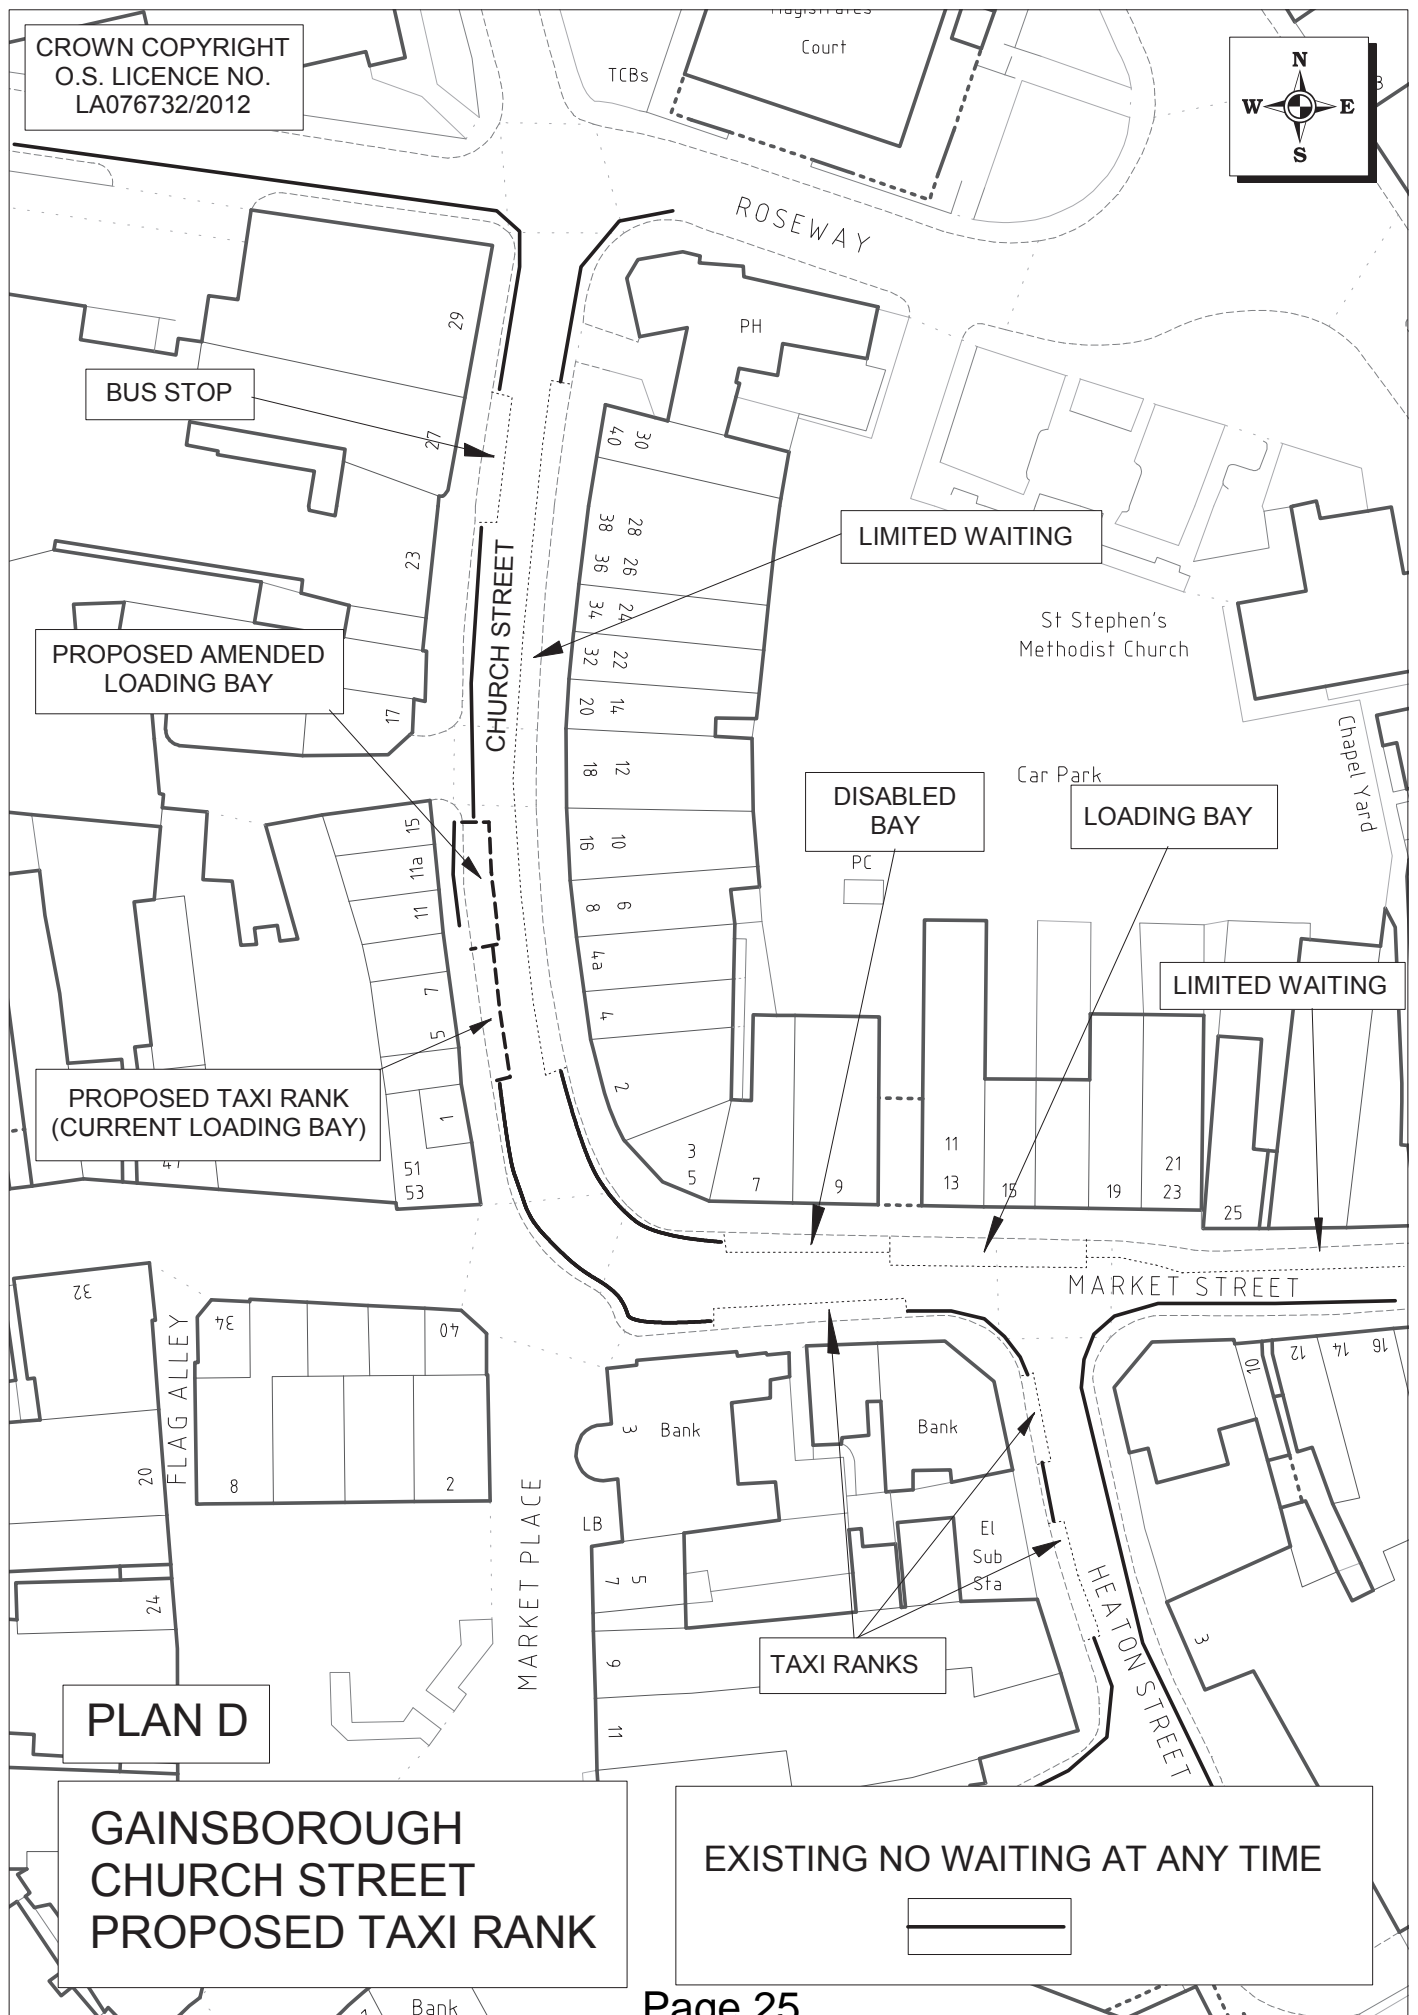 CROWN COPYRIGHT
O.S. LICENCE NO.
LA076732/2012
Magistrates
Court
TCBs
N
W E
S
ROSEWAY
PH
29
BUS STOP
27
40 30
38 28
36 26
34 24
32 22
20 14
18 12
16 10
8 6
4a
4
2
23
LIMITED WAITING
CHURCH STREET
St Stephen's
Methodist Church
PROPOSED AMENDED
LOADING BAY
17
Chapel Yard
Car Park
DISABLED
BAY
LOADING BAY
PC
15
11a
11
7
5
1
LIMITED WAITING
PROPOSED TAXI RANK
(CURRENT LOADING BAY)
47
51
53
3
5
7
9
11
13
15
19
21
23
25
MARKET STREET
32
34
40
FLAG ALLEY
20
8
2
3
Bank
Bank
10
12
14
16
MARKET PLACE
LB
El
Sub
Sta
7 5
24
9
11
HEATON STREET
3
TAXI RANKS
PLAN D
GAINSBOROUGH
CHURCH STREET
PROPOSED TAXI RANK
EXISTING NO WAITING AT ANY TIME
Bank
Page 25